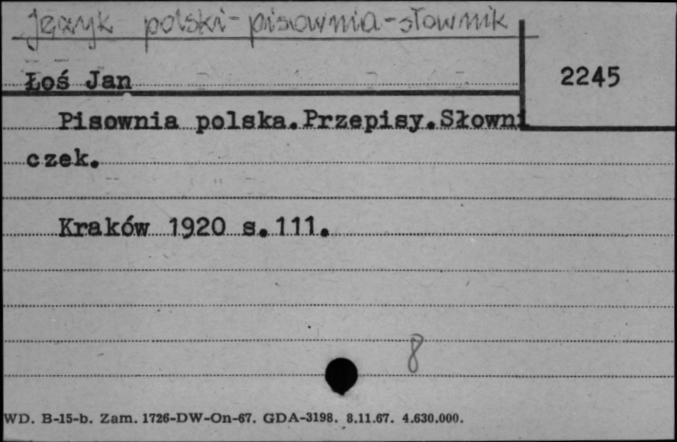 Język polski-pisownia-słownik
Łoś Jan
2245
Pisownia polska.Przepisy.Słowni
czek.
Kraków 1920 s.111.
8
WD. B-15-b. Zam. 1726-DW-On-67. GDA-3198. 8.11.67. 4.630.000.